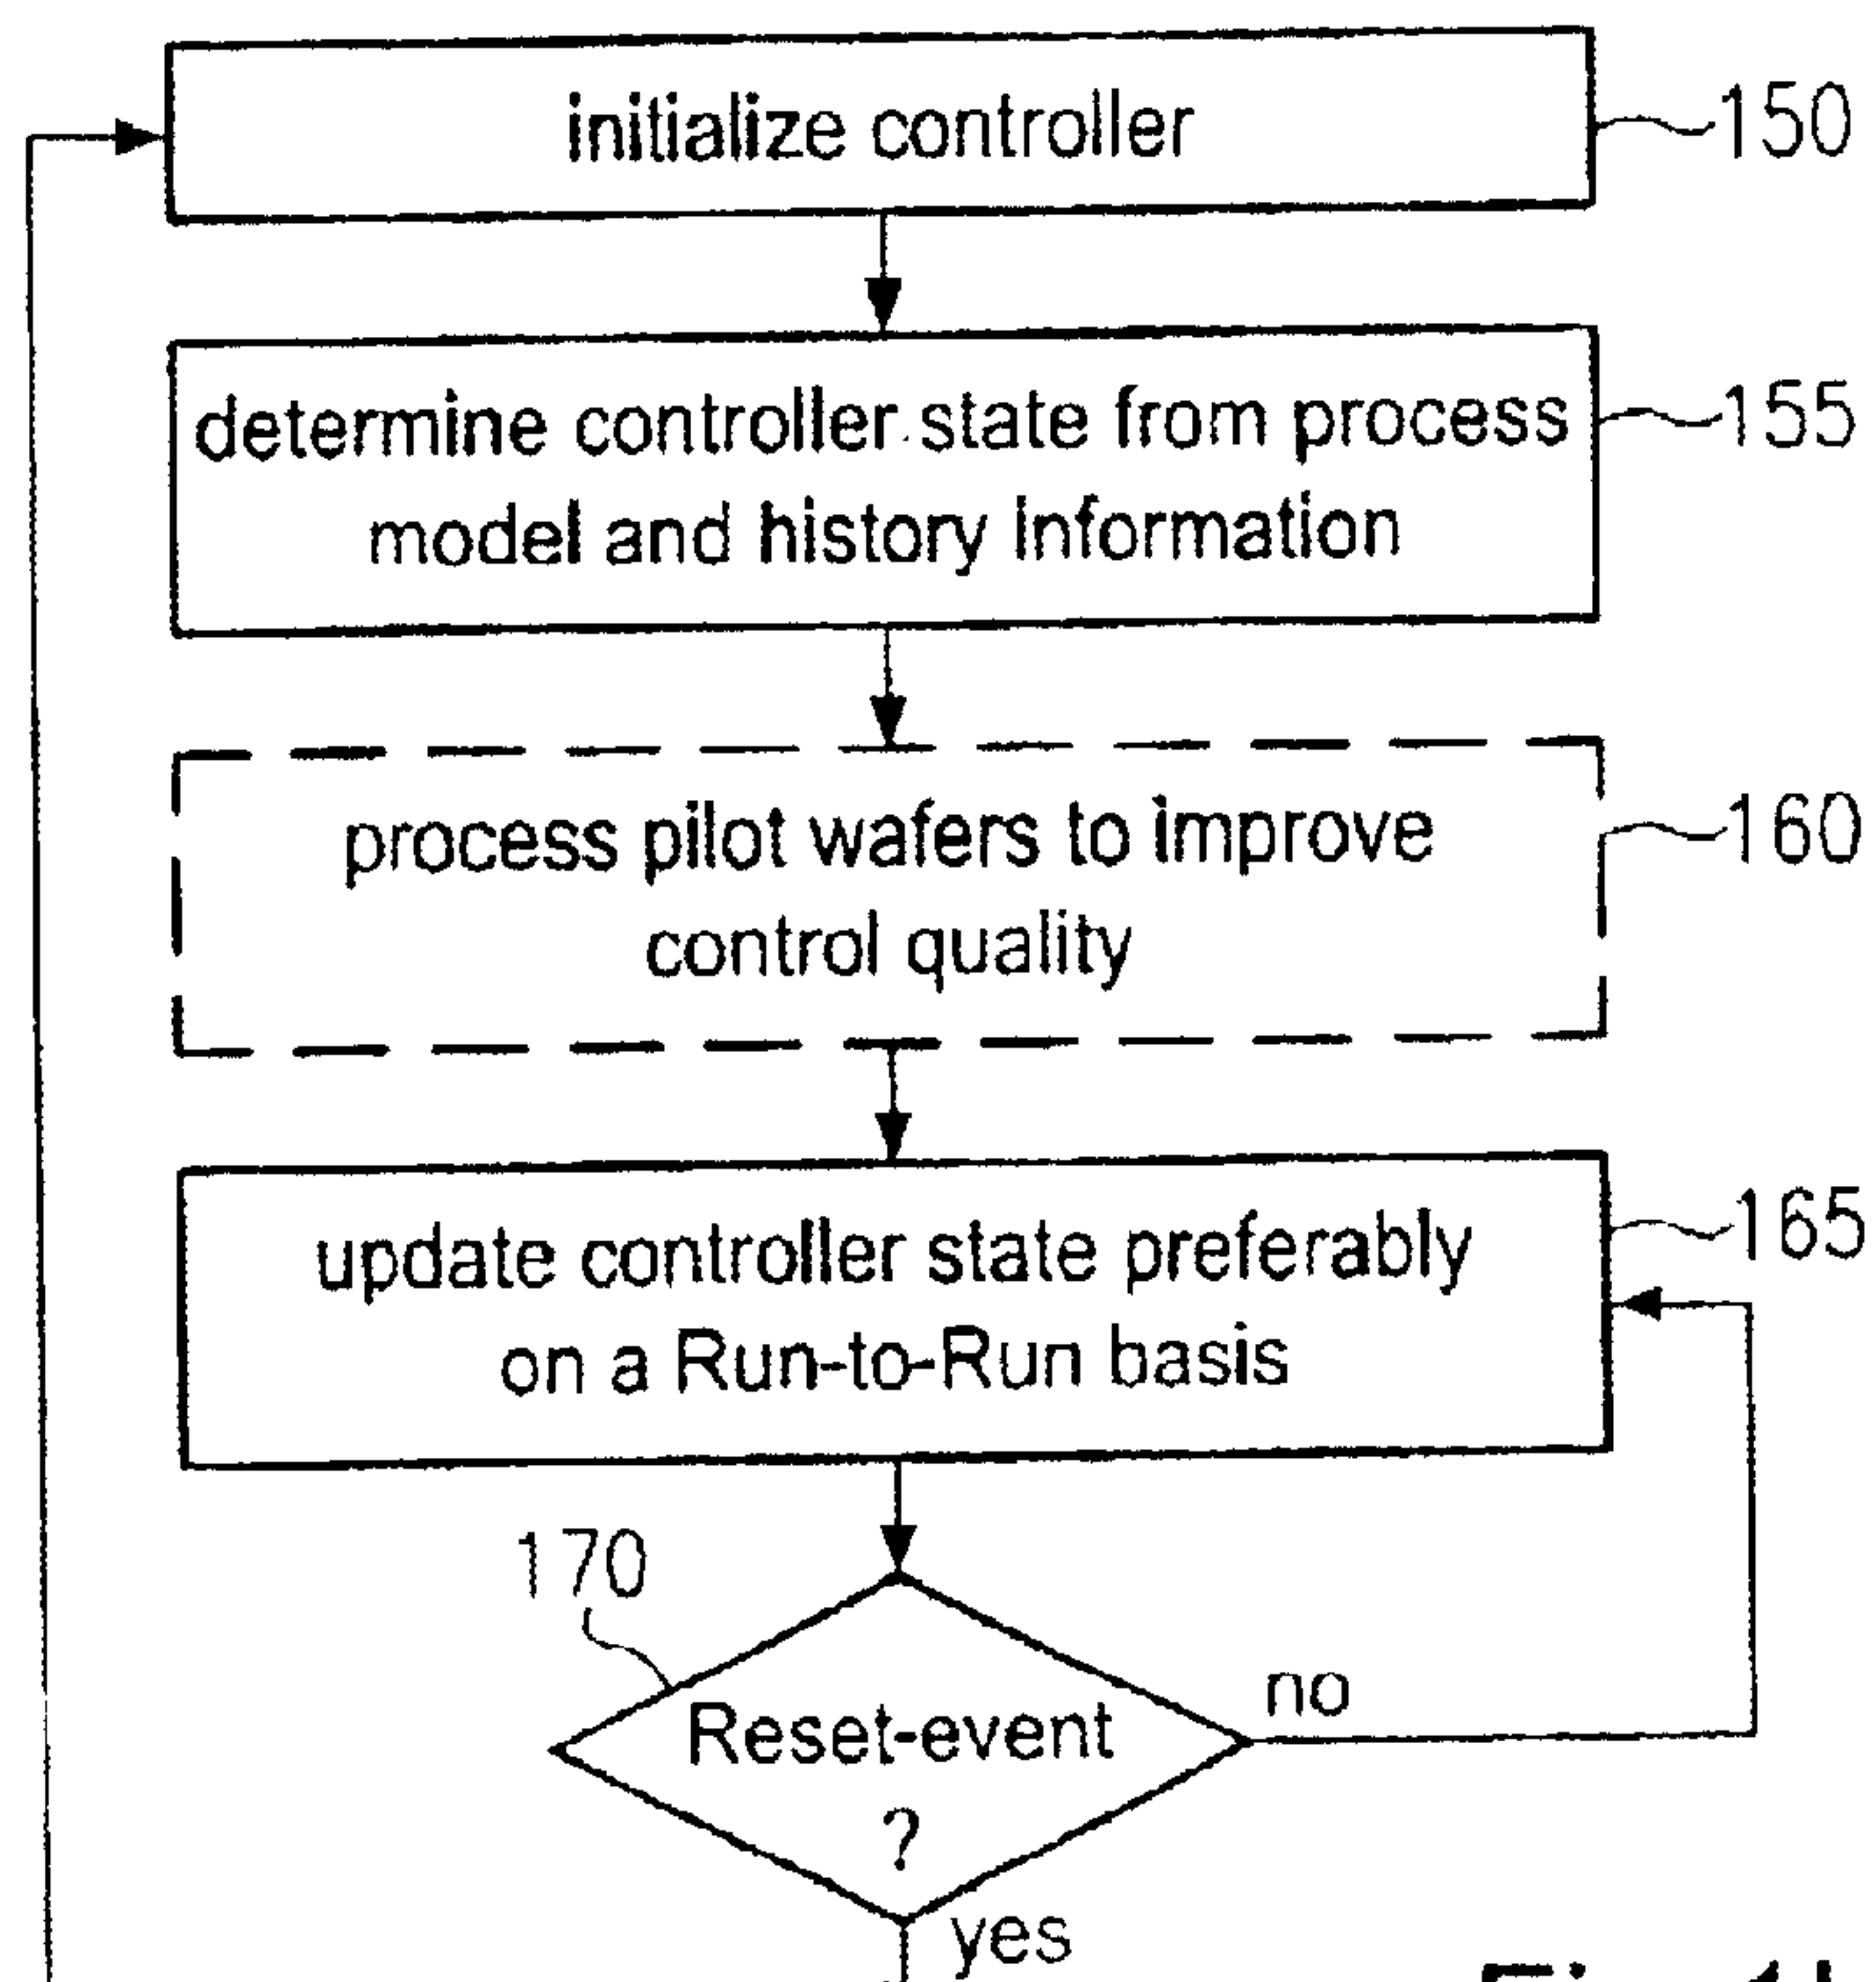 initialize controller
150
determine controller state from process
model and history information
155
process pilot wafers to improve
control quality
160
update controller state preferably
on a Run-to-Run basis
165
170
Reset-event
?
no
yes